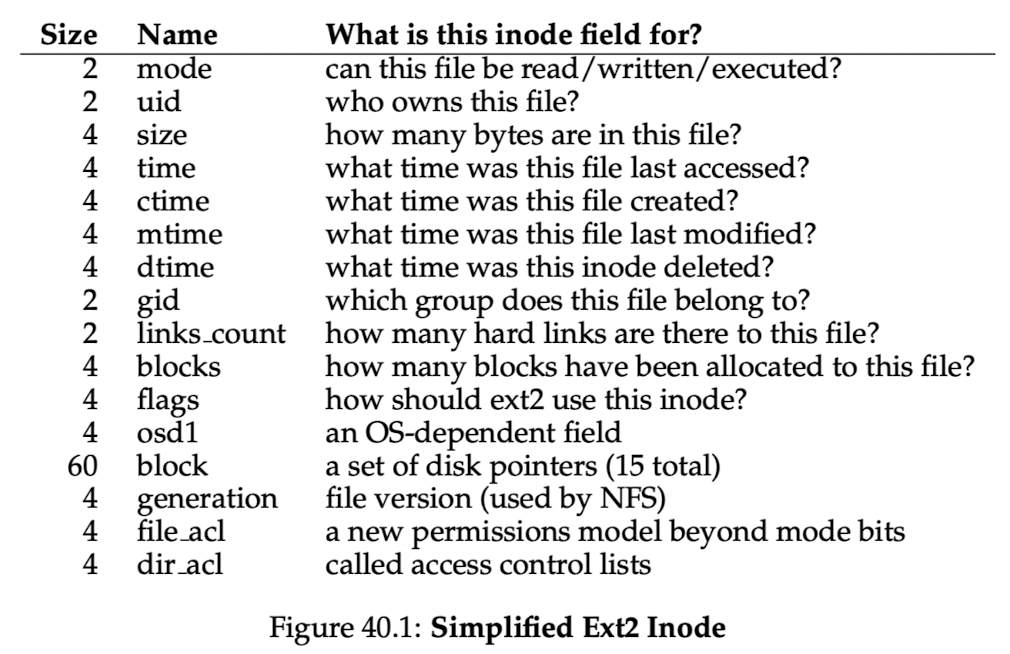 Size Name What is this inode field for?
2 mode can this file be read/written/executed?
2 uid who owns this file?
4 size how many bytes are in this file?
4 time what time was this file last accessed?
4 ctime what time was this file created?
4 mtime what time was this file last modified?
4 dtime what time was this inode deleted?
2 gid which group does this file belong to?
2 links_count how many hard links are there to this file?
4 blocks how many blocks have been allocated to this file?
4 flags how should ext2 use this inode?
4 osd1 an OS-dependent field
60 block a set of disk pointers (15 total)
4 generation file version (used by NFS)
4 file_acl a new permissions model beyond mode bits
4 dir_acl called access control lists
Figure 40.1: Simplified Ext2 Inode